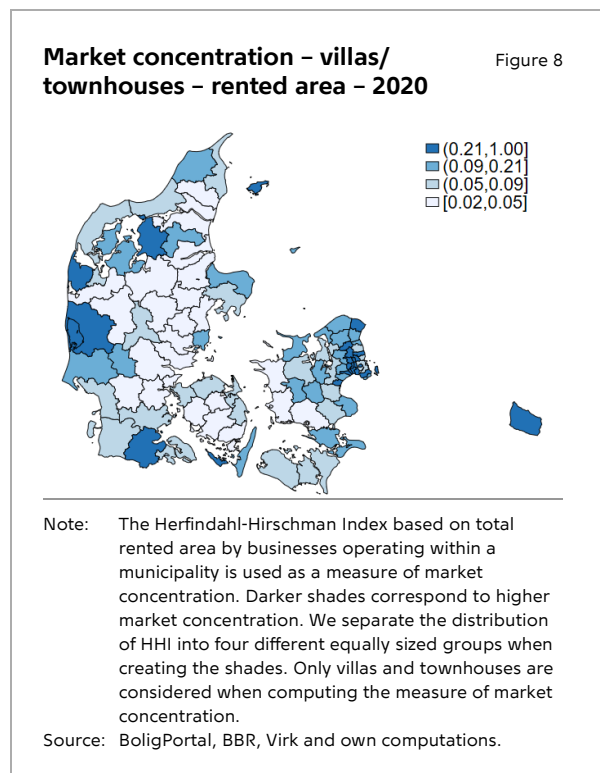 Market concentration – villas/
townhouses – rented area – 2020
Figure 8
(0.21,1.00]
(0.09,0.21]
(0.05,0.09]
[0.02,0.05]
Note: The Herfindahl-Hirschman Index based on total
rented area by businesses operating within a
municipality is used as a measure of market
concentration. Darker shades correspond to higher
market concentration. We separate the distribution
of HHI into four different equally sized groups when
creating the shades. Only villas and townhouses are
considered when computing the measure of market
concentration.
Source: BoligPortal, BBR, Virk and own computations.